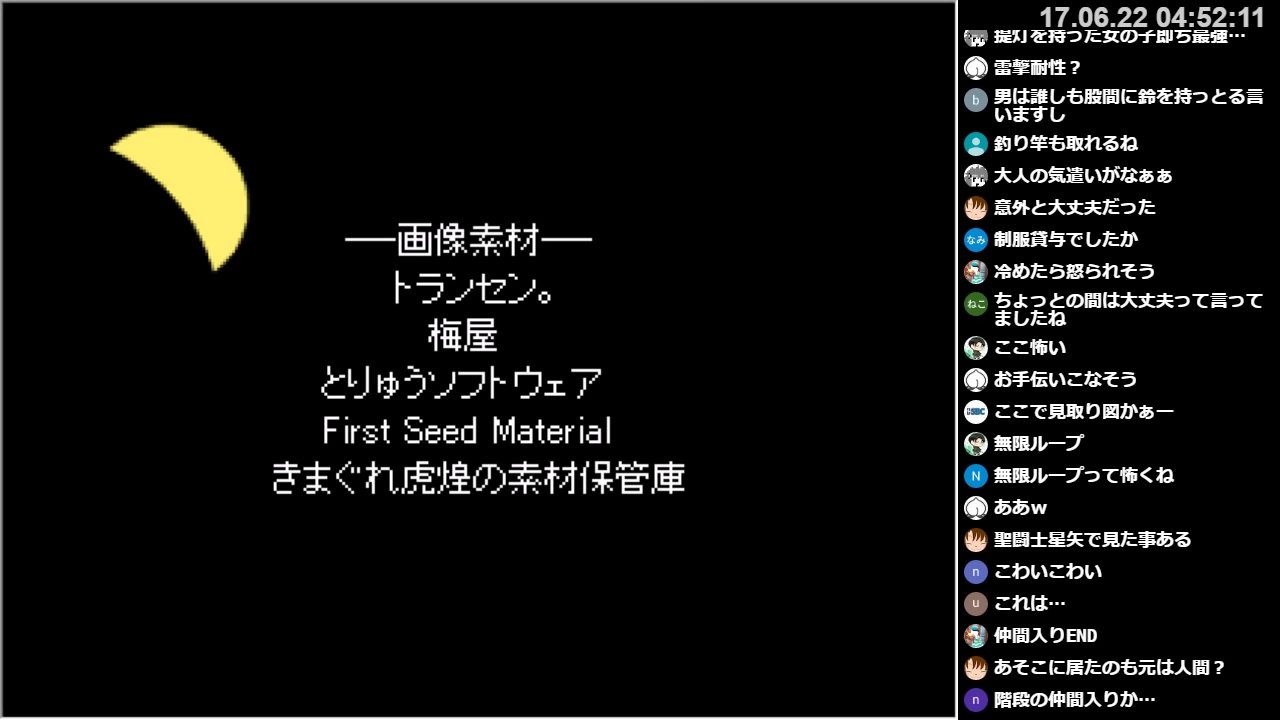 17.06.22 04:52:11
──画像素材──
トランセン。
梅屋
とりゅうソフトウェア
First Seed Material
きまぐれ虎煌の素材保管庫
提灯を持った女の子即ち最強…
雷撃耐性？
b
男は誰しも股間に鈴を持っとる言
いますし
釣り竿も取れるね
大人の気遣いがなぁぁ
意外と大丈夫だった
なみ
制服貸与でしたか
冷めたら怒られそう
ねこ
ちょっとの間は大丈夫って言って
ましたね
ここ怖い
お手伝いこなそう
SBC
ここで見取り図かぁー
無限ループ
N
無限ループって怖くね
ああw
聖闘士星矢で見た事ある
n
こわいこわい
u
これは…
仲間入りEND
あそこに居たのも元は人間？
n
階段の仲間入りか…